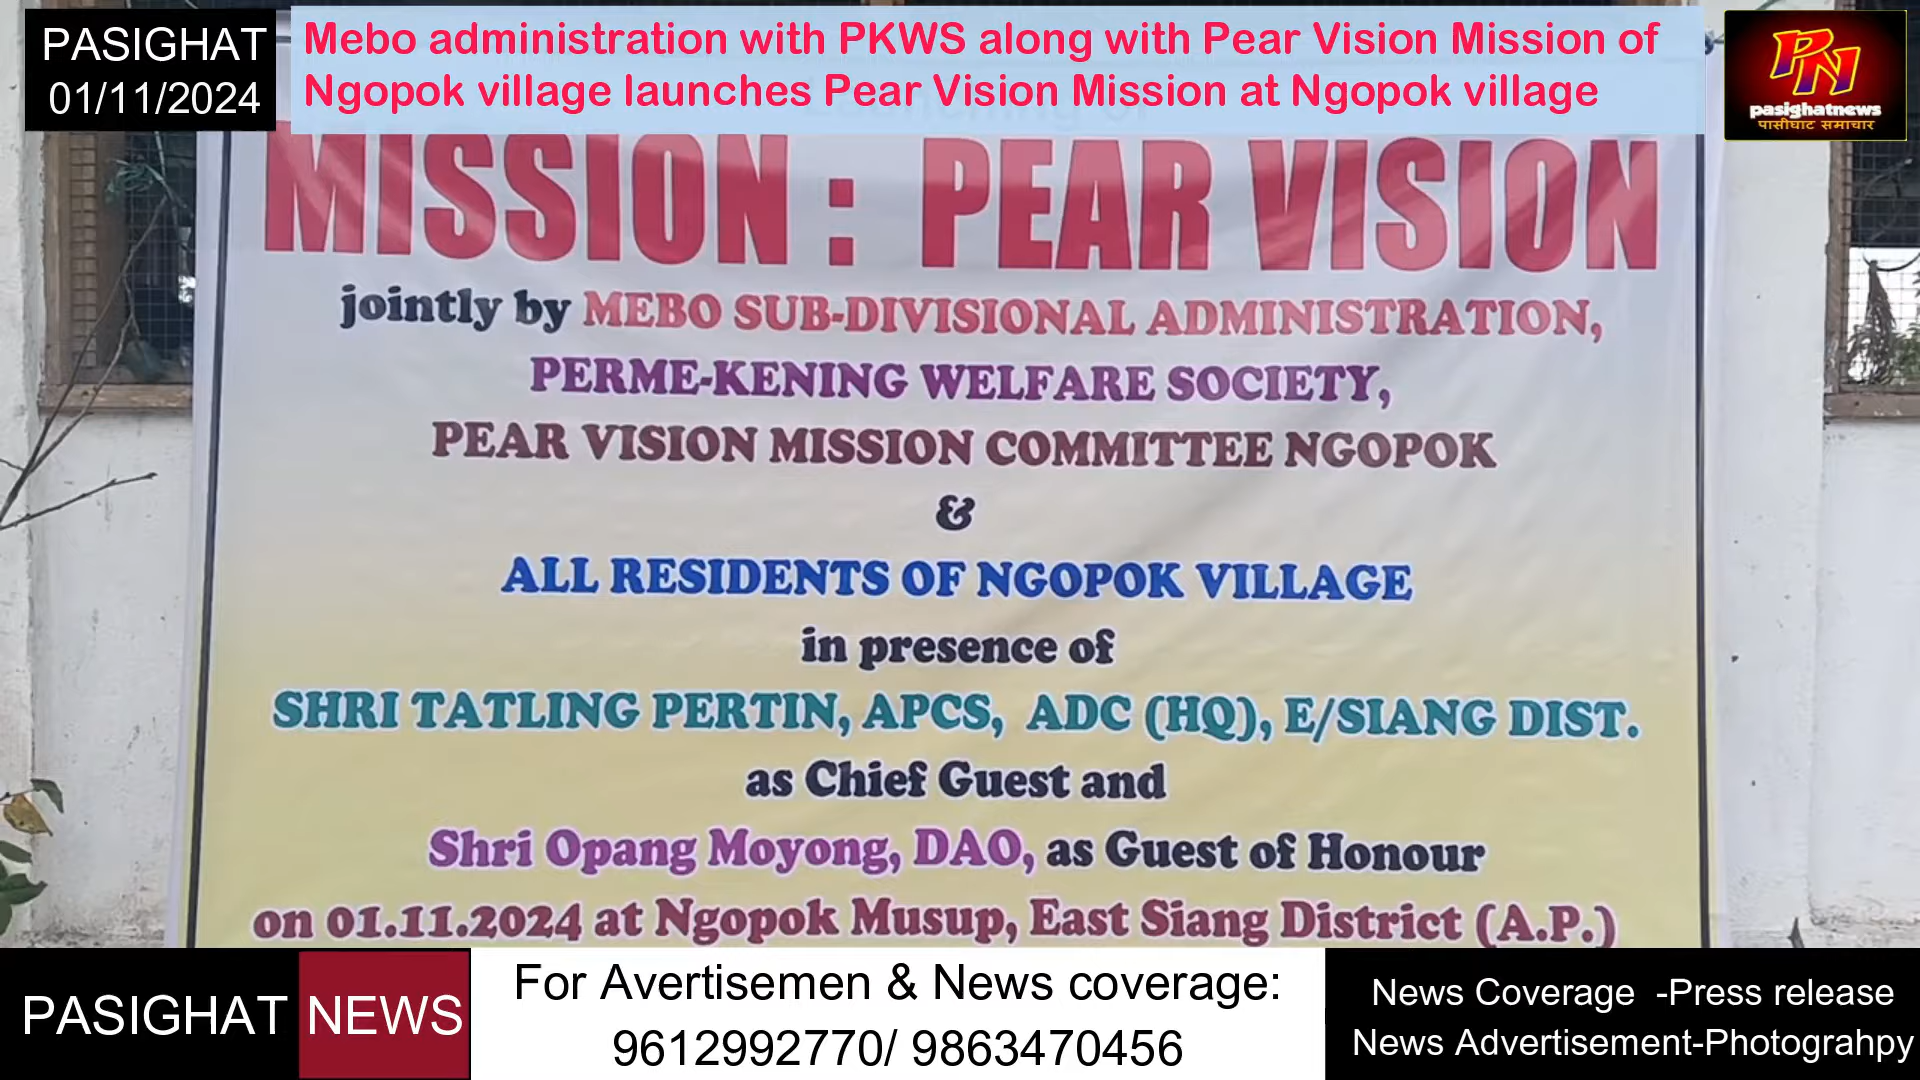 PASIGHAT
01/11/2024
Mebo administration with PKWS along with Pear Vision Mission of
Ngopok village launches Pear Vision Mission at Ngopok village
PN
pasighatnews
पासीघाट समाचार
MISSION : PEAR VISION
jointly by MEBO SUB-DIVISIONAL ADMINISTRATION,
PERME-KENING WELFARE SOCIETY,
PEAR VISION MISSION COMMITTEE NGOPOK
&
ALL RESIDENTS OF NGOPOK VILLAGE
in presence of
SHRI TATLING PERTIN, APCS, ADC (HQ), E/SIANG DIST.
as Chief Guest and
Shri Opang Moyong, DAO, as Guest of Honour
on 01.11.2024 at Ngopok Musup, East Siang District (A.P.)
PASIGHAT NEWS
For Avertisemen & News coverage:
9612992770/ 9863470456
News Coverage -Press release
News Advertisement-Photograhpy